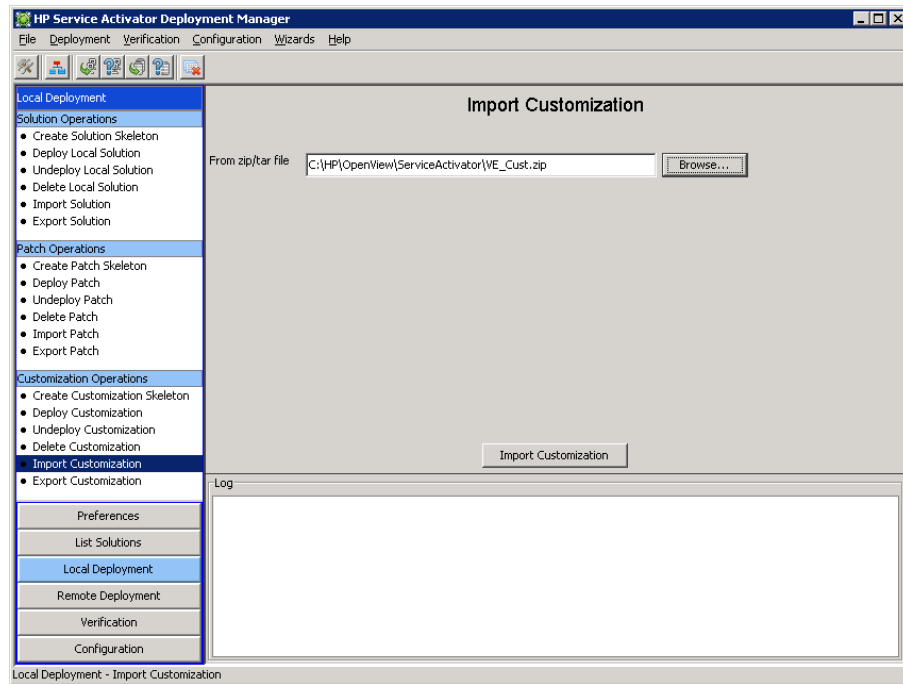 HP Service Activator Deployment Manager
File Deployment Verification Configuration Wizards Help
Local Deployment
Solution Operations
Create Solution Skeleton
Deploy Local Solution
Undeploy Local Solution
Delete Local Solution
Import Solution
Export Solution
Patch Operations
Create Patch Skeleton
Deploy Patch
Undeploy Patch
Delete Patch
Import Patch
Export Patch
Customization Operations
Create Customization Skeleton
Deploy Customization
Undeploy Customization
Delete Customization
Import Customization
Export Customization
Preferences
List Solutions
Local Deployment
Remote Deployment
Verification
Configuration
Import Customization
From zip/tar file C:\HP\OpenView\ServiceActivator\VE_Cust.zip Browse...
Import Customization
Log
Local Deployment - Import Customization